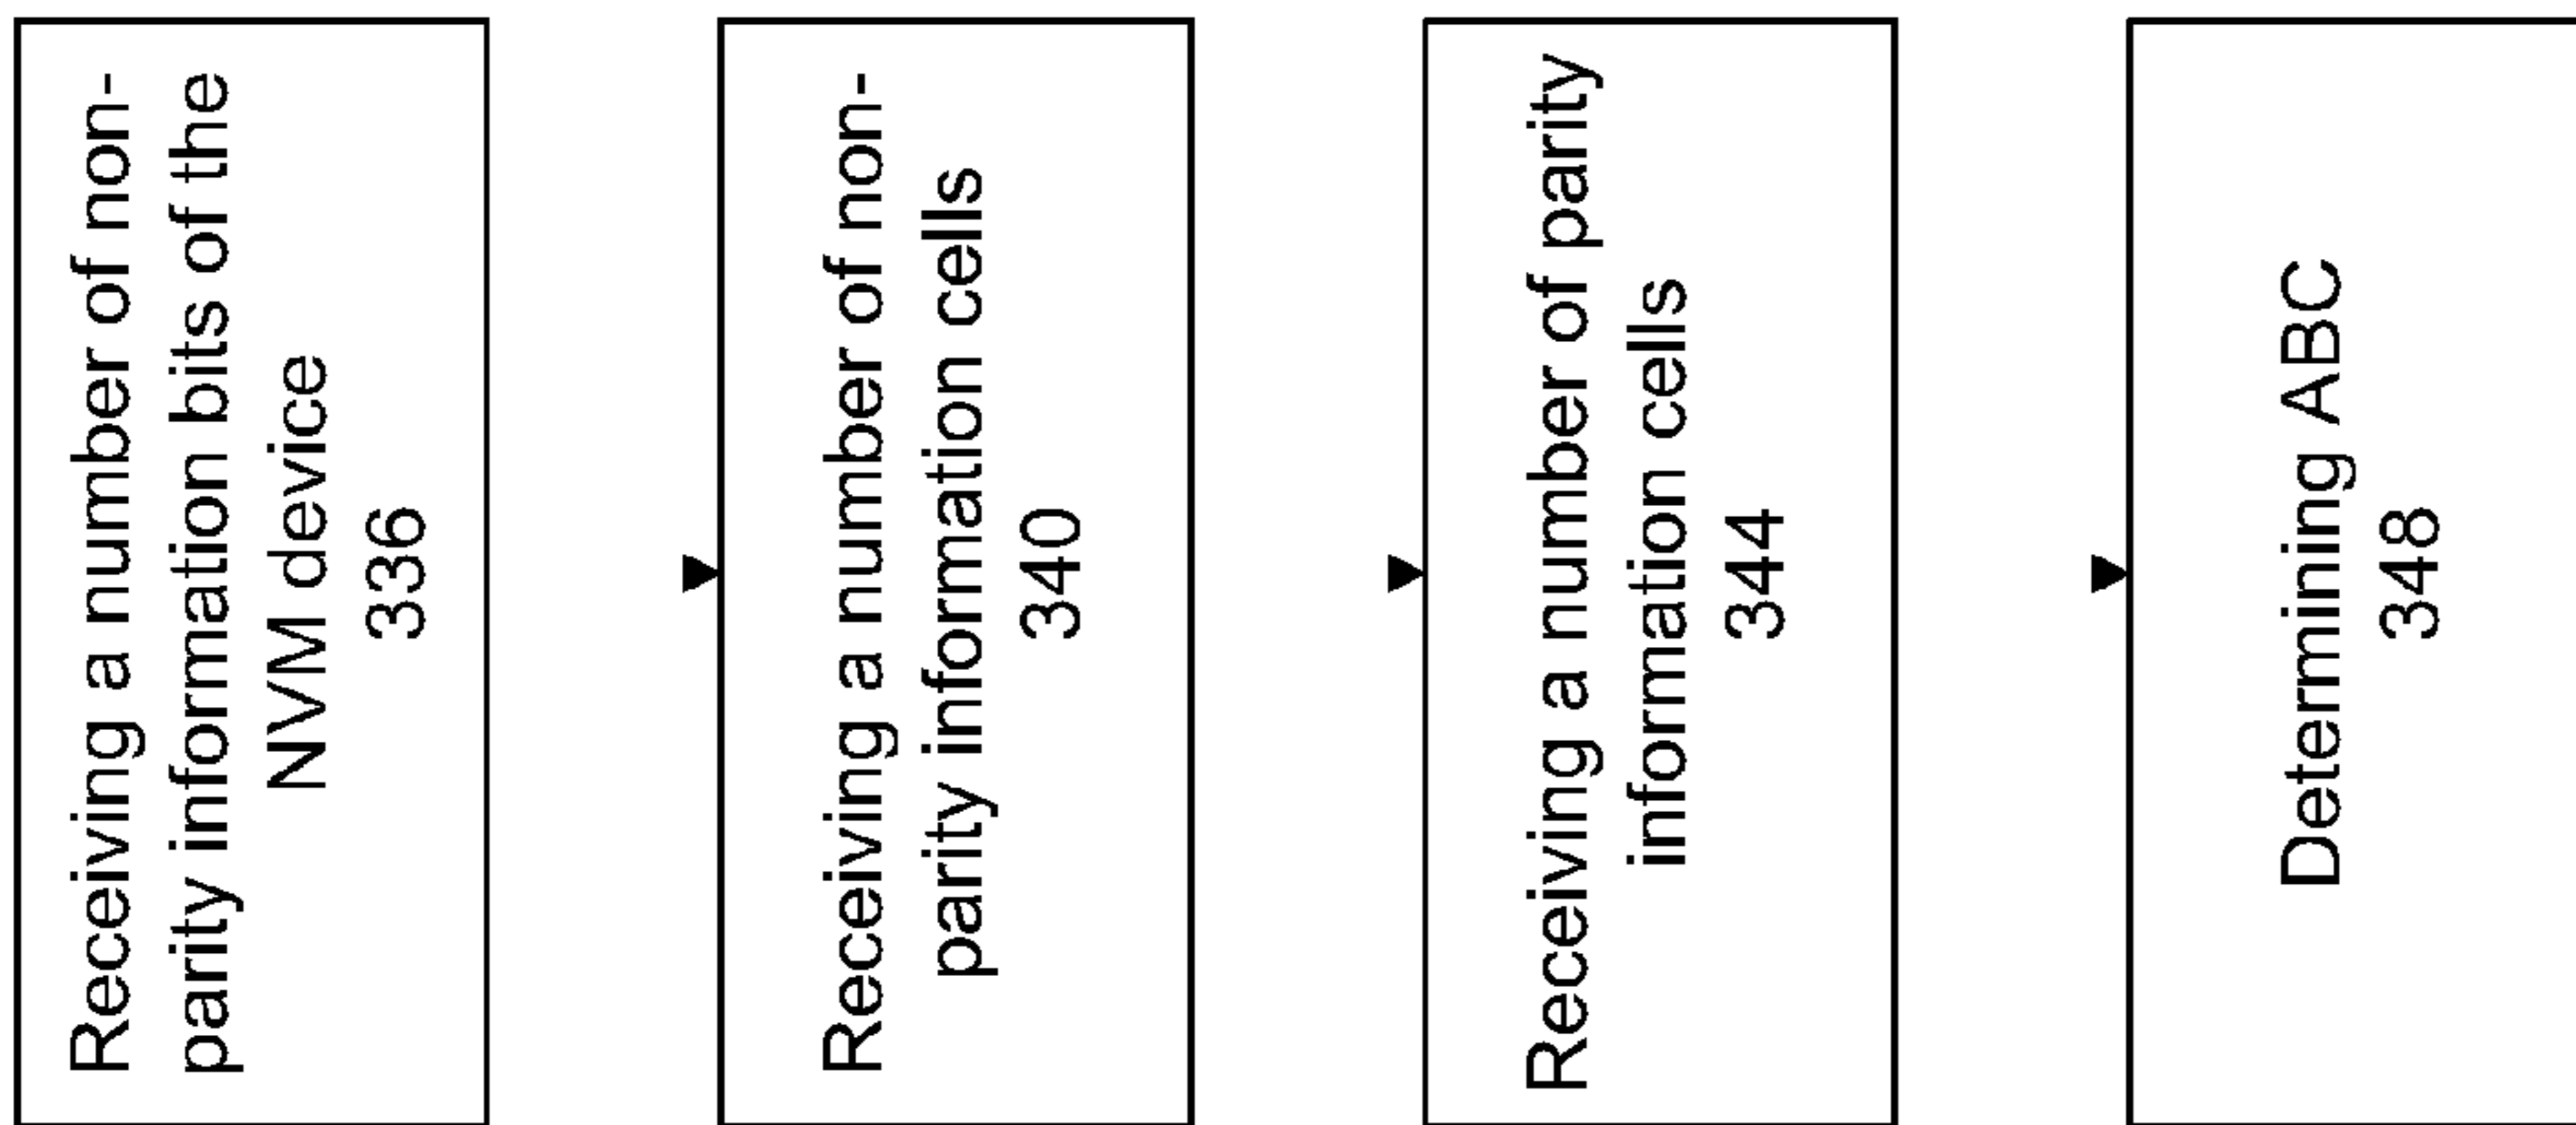 Receiving a number of non-
parity information bits of the
NVM device
336
Receiving a number of non-
parity information cells
340
Receiving a number of parity
information cells
344
Determining ABC
348